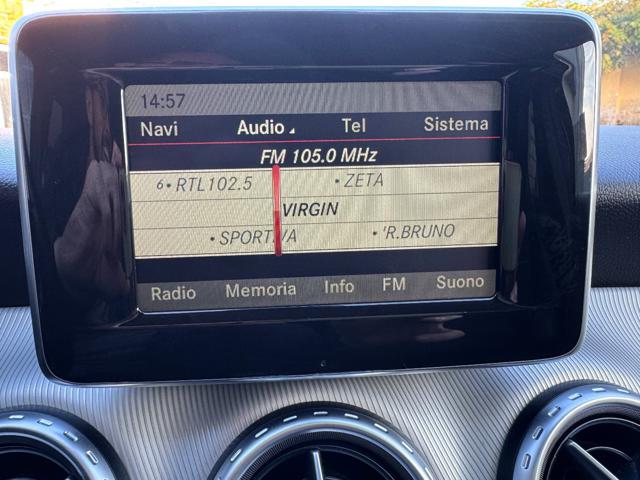 14:57
Navi Audio Tel Sistema
FM 105.0 MHz
6•RTL102.5 •ZETA
VIRGIN
•SPORTIVA •'R.BRUNO
Radio Memoria Info FM Suono